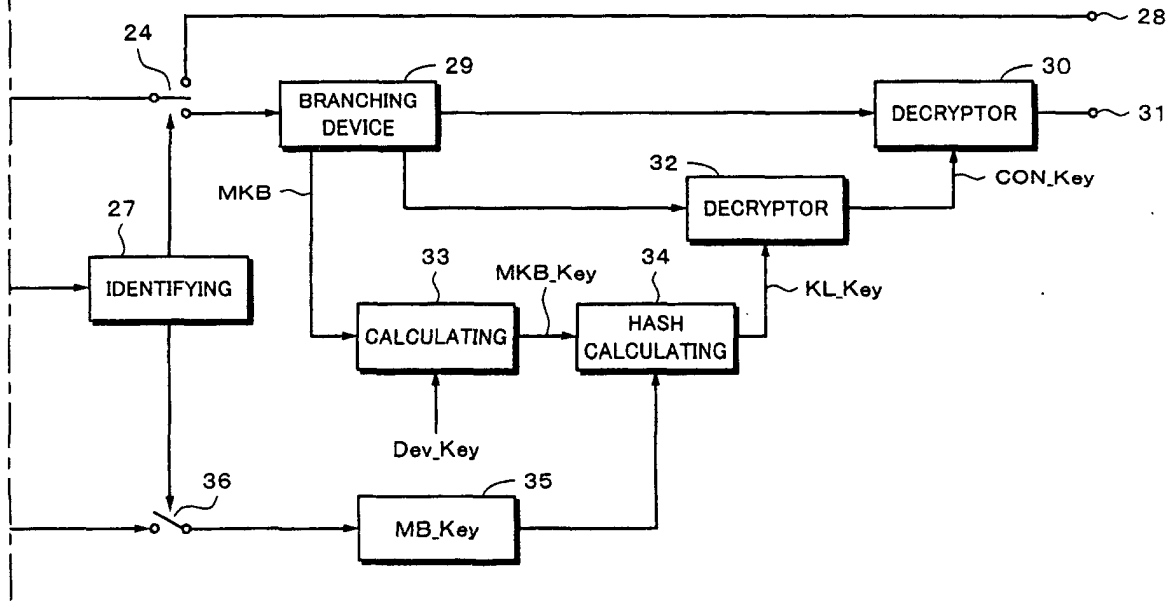 28
24
29
30
BRANCHING
DEVICE
DECRYPTOR
31
MKB
32
CON_Key
DECRYPTOR
27
IDENTIFYING
33
MKB_Key
34
KL_Key
CALCULATING
HASH
CALCULATING
Dev_Key
36
35
MB_Key